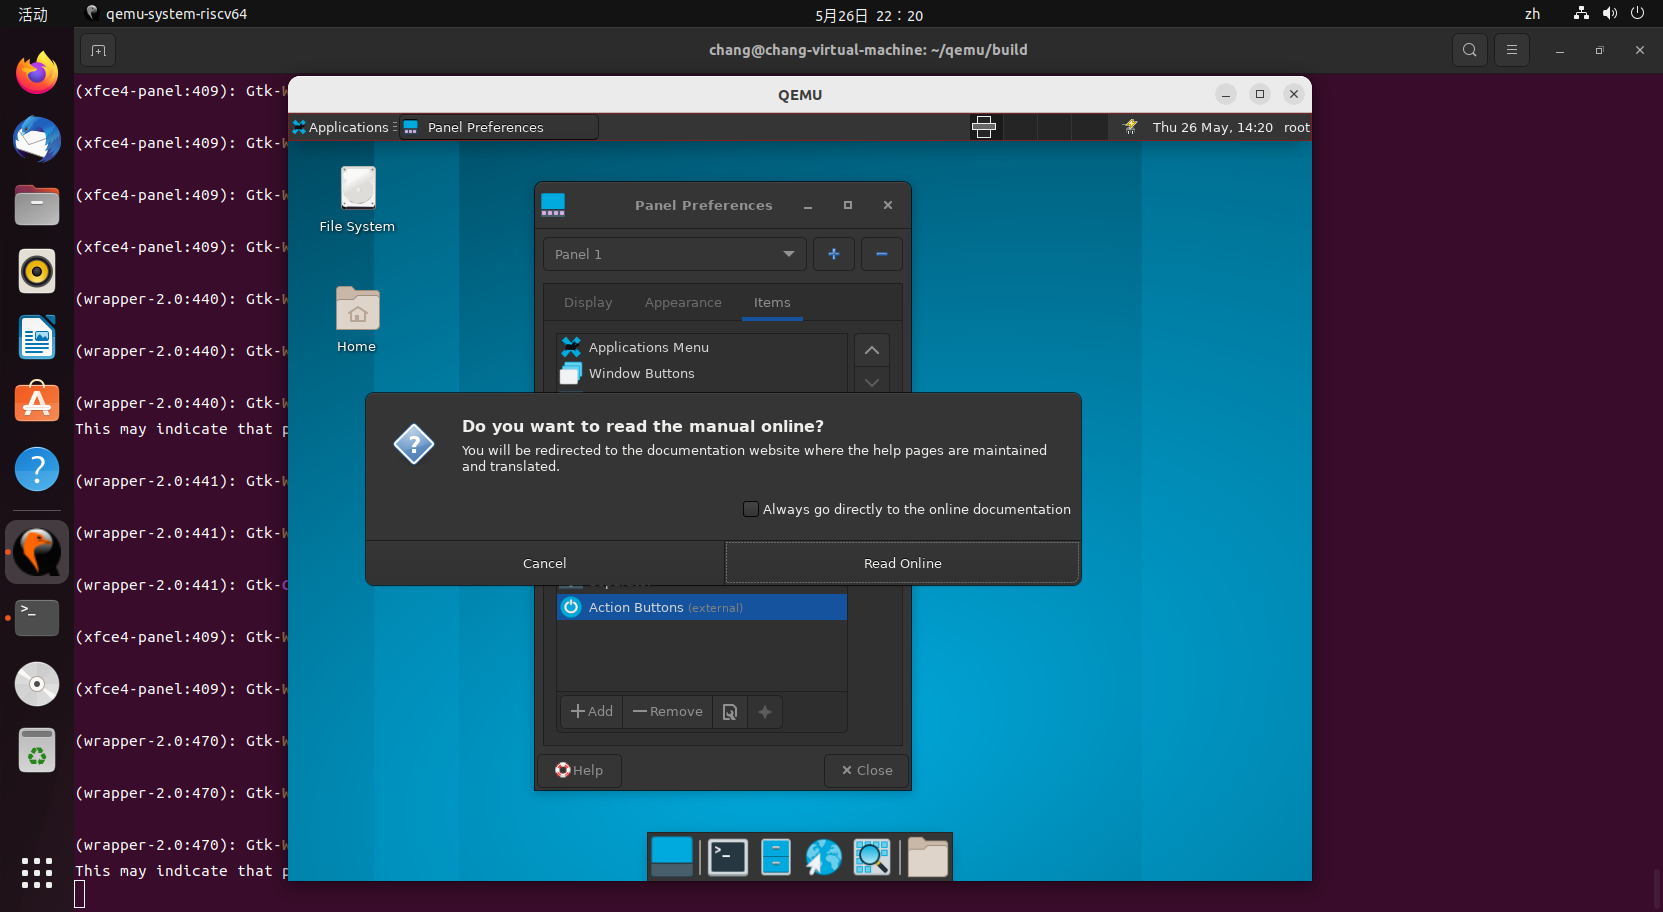 活动
qemu-system-riscv64
5月26日 22：20
zh
chang@chang-virtual-machine: ~/qemu/build
(xfce4-panel:409): Gtk-W
(xfce4-panel:409): Gtk-W
(xfce4-panel:409): Gtk-W
(xfce4-panel:409): Gtk-W
(wrapper-2.0:440): Gtk-W
(wrapper-2.0:440): Gtk-W
(wrapper-2.0:440): Gtk-W
This may indicate that p
(wrapper-2.0:441): Gtk-W
(wrapper-2.0:441): Gtk-W
(wrapper-2.0:441): Gtk-C
(xfce4-panel:409): Gtk-W
(xfce4-panel:409): Gtk-W
(wrapper-2.0:470): Gtk-W
(wrapper-2.0:470): Gtk-W
(wrapper-2.0:470): Gtk-W
This may indicate that p
QEMU
Applications
Panel Preferences
Thu 26 May, 14:20 root
File System
Home
Panel Preferences
Panel 1
Display Appearance Items
Applications Menu
Window Buttons
Do you want to read the manual online?
You will be redirected to the documentation website where the help pages are maintained
and translated.
Always go directly to the online documentation
Cancel
Read Online
Action Buttons (external)
Add
Remove
Help
Close